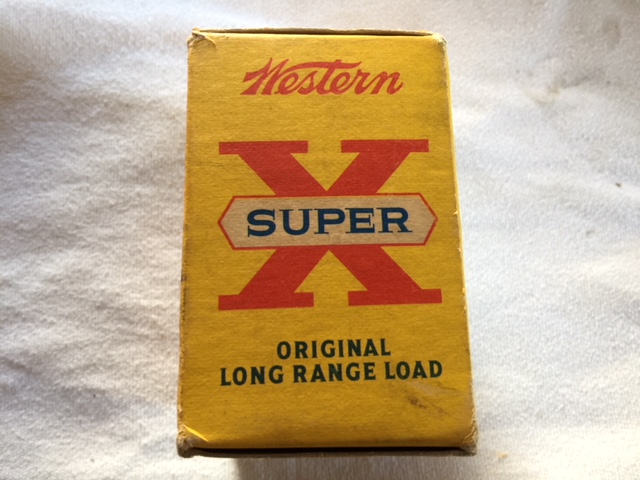 Western
X
SUPER
ORIGINAL
LONG RANGE LOAD